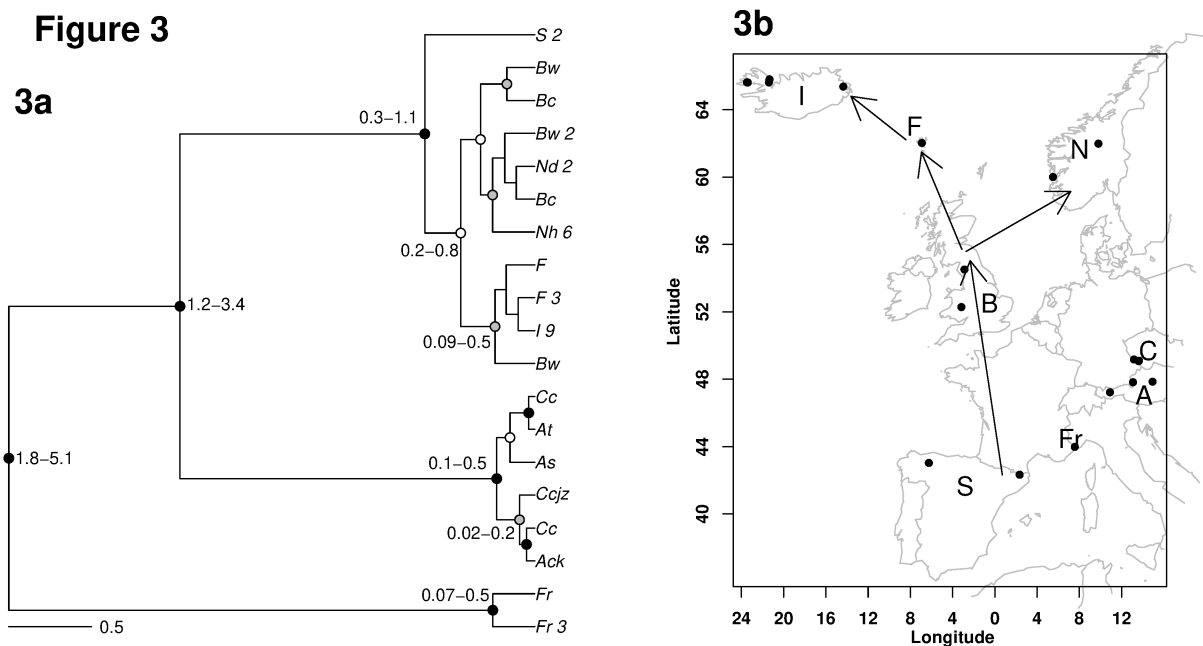 Figure 3
3a
S 2
Bw
Bc
0.3–1.1
Bw 2
Nd 2
Bc
Nh 6
0.2–0.8
F
F 3
I 9
0.09–0.5
Bw
1.2–3.4
Cc
At
0.1–0.5
As
1.8–5.1
Ccjz
Cc
0.02–0.2
Ack
0.07–0.5
Fr
Fr 3
0.5
3b
I
F
N
B
C
A
Fr
S
64
60
56
52
48
44
40
Latitude
24 20 16 12 8 4 0 4 8 12
Longitude